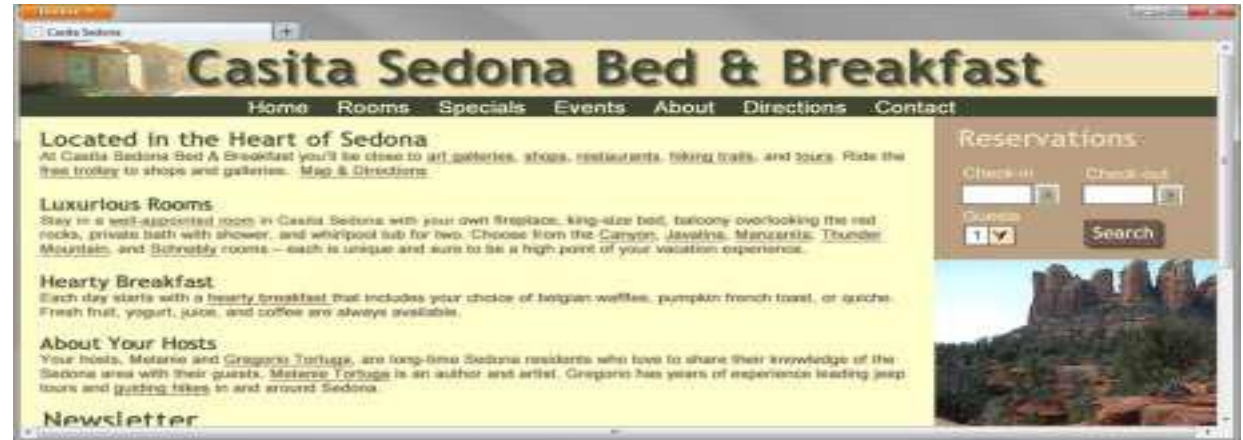 Casita Sedona
Casita Sedona Bed & Breakfast
Home Rooms Specials Events About Directions Contact
Located in the Heart of Sedona
At Casita Sedona Bed & Breakfast you'll be close to art galleries, shops, restaurants, hiking trails, and tours. Ride the
free trolley to shops and galleries. Map & Directions
Luxurious Rooms
Stay in a well-appointed room in Casita Sedona with your own fireplace, king-size bed, balcony overlooking the red
rocks, private bath with shower, and whirlpool tub for two. Choose from the Canyon, Javalina, Manzanita, Thunder
Mountain, and Schnebly rooms – each is unique and sure to be a high point of your vacation experience.
Hearty Breakfast
Each day starts with a hearty breakfast that includes your choice of belgian waffles, pumpkin french toast, or quiche.
Fresh fruit, yogurt, juice, and coffee are always available.
About Your Hosts
Your hosts, Melanie and Gregorio Tortuga, are long-time Sedona residents who love to share their knowledge of the
Sedona area with their guests. Melanie Tortuga is an author and artist. Gregorio has years of experience leading jeep
tours and guiding hikes in and around Sedona.
Newsletter
Reservations
Check-in Check-out
Guests
1 Search